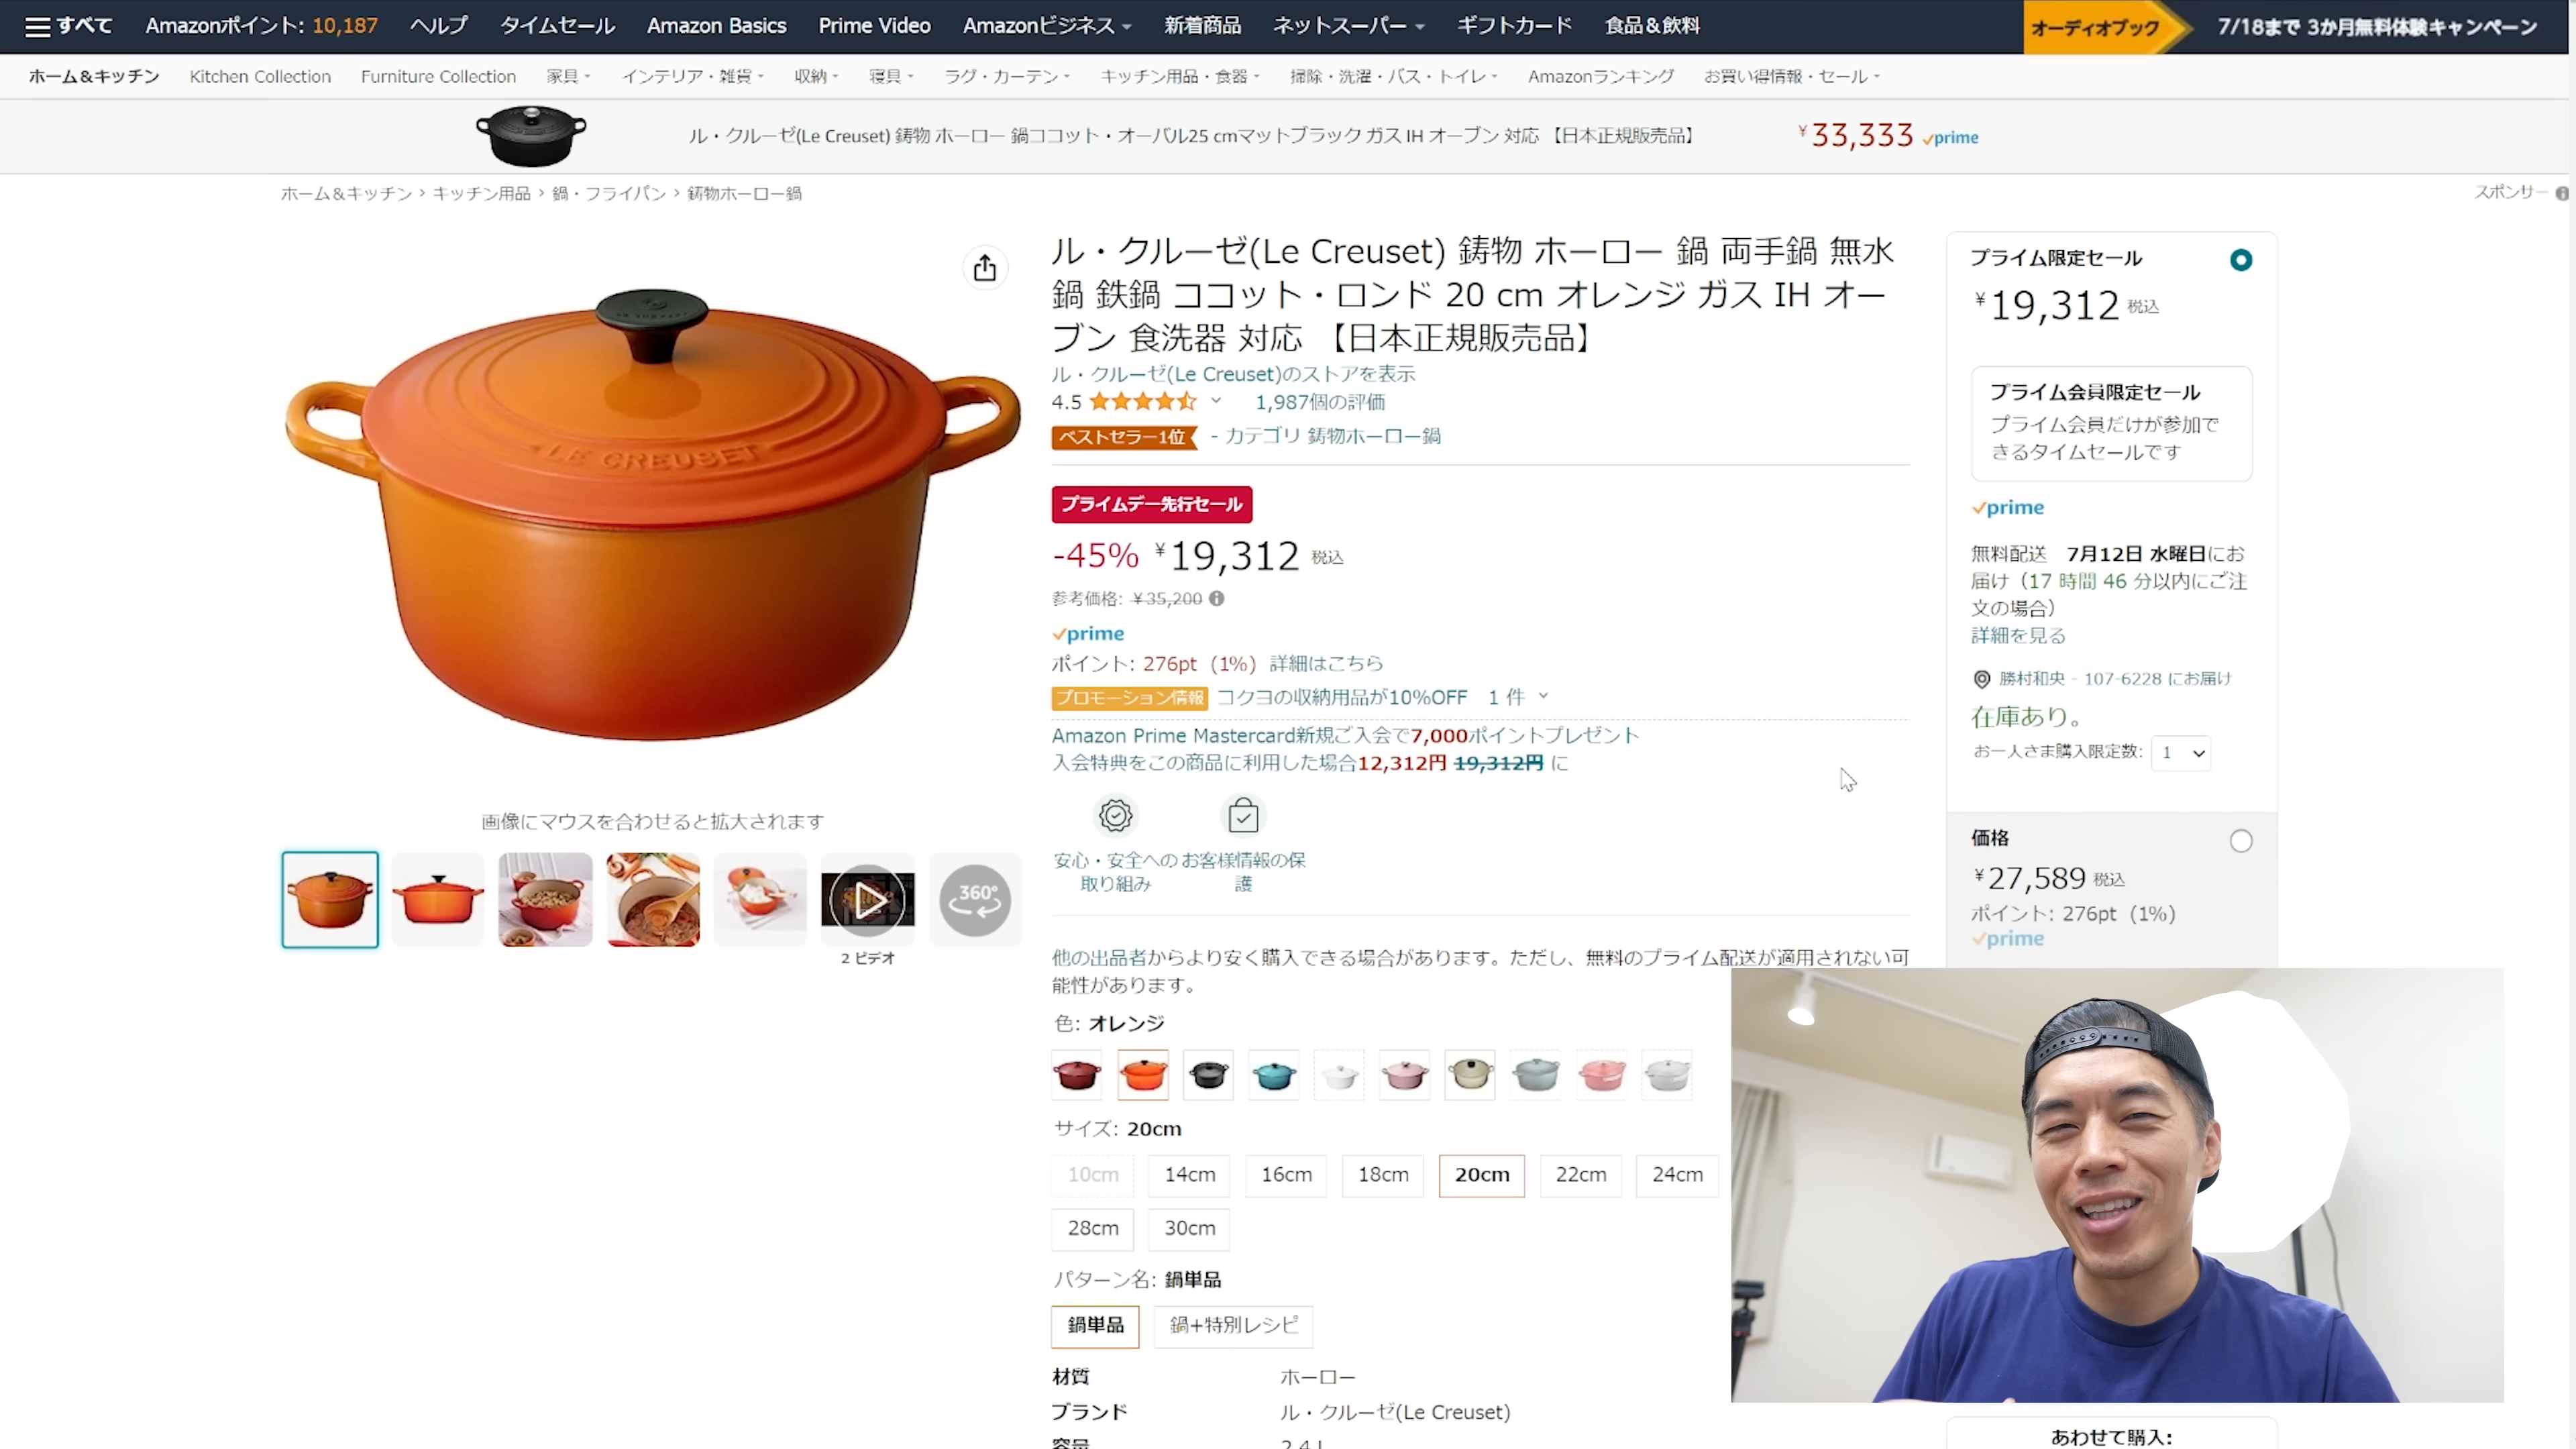 すべて
Amazonポイント: 10,187
ヘルプ
タイムセール
Amazon Basics
Prime Video
Amazonビジネス
新着商品
ネットスーパー
ギフトカード
食品＆飲料
オーディオブック
7/18まで 3か月無料体験キャンペーン
ホーム＆キッチン
Kitchen Collection
Furniture Collection
家具
インテリア・雑貨
収納
寝具
ラグ・カーテン
キッチン用品・食器
掃除・洗濯・バス・トイレ
Amazonランキング
お買い得情報・セール
ル・クルーゼ(Le Creuset) 鋳物 ホーロー 鍋ココット・オーバル25 cmマットブラック ガス IH オーブン 対応 【日本正規販売品】
¥33,333 prime
ホーム＆キッチン › キッチン用品 › 鍋・フライパン › 鋳物ホーロー鍋
スポンサー
LE CREUSET
画像にマウスを合わせると拡大されます
360°
2 ビデオ
ル・クルーゼ(Le Creuset) 鋳物 ホーロー 鍋 両手鍋 無水
鍋 鉄鍋 ココット・ロンド 20 cm オレンジ ガス IH オー
ブン 食洗器 対応 【日本正規販売品】
ル・クルーゼ(Le Creuset)のストアを表示
4.5
1,987個の評価
ベストセラー1位 - カテゴリ 鋳物ホーロー鍋
プライムデー先行セール
-45% ¥19,312 税込
参考価格: ¥35,200
prime
ポイント: 276pt (1%) 詳細はこちら
プロモーション情報 コクヨの収納用品が10%OFF 1 件
Amazon Prime Mastercard新規ご入会で7,000ポイントプレゼント
入会特典をこの商品に利用した場合12,312円 19,312円 に
安心・安全への
取り組み
お客様情報の保
護
他の出品者からより安く購入できる場合があります。ただし、無料のプライム配送が適用されない可
能性があります。
色: オレンジ
サイズ: 20cm
10cm
14cm
16cm
18cm
20cm
22cm
24cm
28cm
30cm
パターン名: 鍋単品
鍋単品
鍋+特別レシピ
材質 ホーロー
ブランド ル・クルーゼ(Le Creuset)
容量 2.4 L
プライム限定セール
¥19,312 税込
プライム会員限定セール
プライム会員だけが参加で
きるタイムセールです
prime
無料配送 7月12日 水曜日にお
届け（17 時間 46 分以内にご注
文の場合）
詳細を見る
勝村和央 - 107-6228 にお届け
在庫あり。
お一人さま購入限定数: 1
価格
¥27,589 税込
ポイント: 276pt (1%)
prime
あわせて購入: